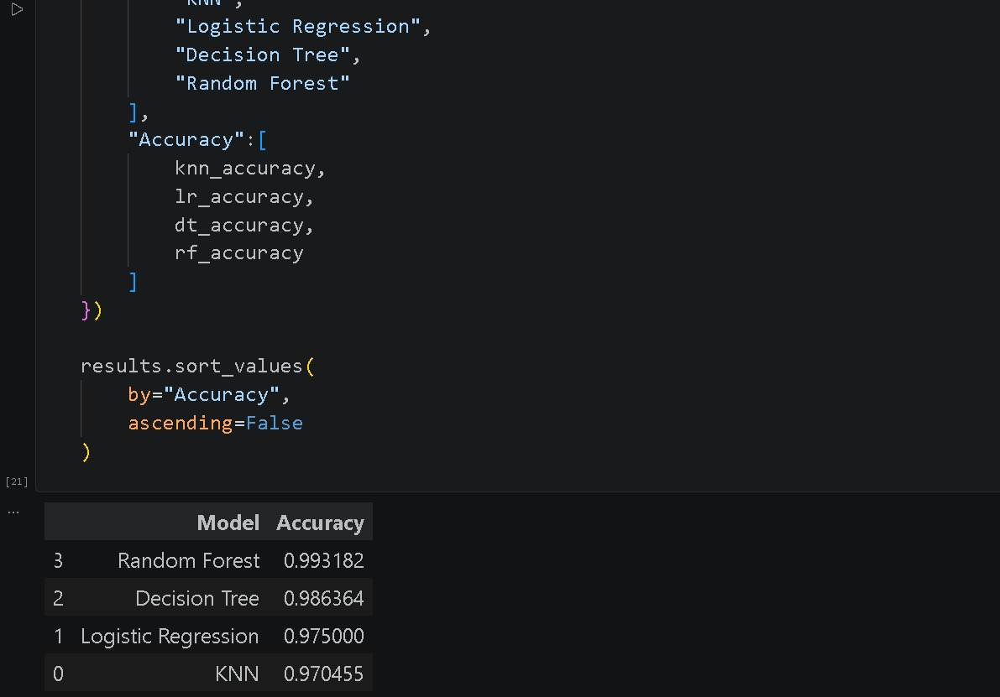 "KNN",
"Logistic Regression",
"Decision Tree",
"Random Forest"
],
"Accuracy":[
knn_accuracy,
lr_accuracy,
dt_accuracy,
rf_accuracy
]
})
results.sort_values(
by="Accuracy",
ascending=False
)
[21]
...
Model Accuracy
3 Random Forest 0.993182
2 Decision Tree 0.986364
1 Logistic Regression 0.975000
0 KNN 0.970455